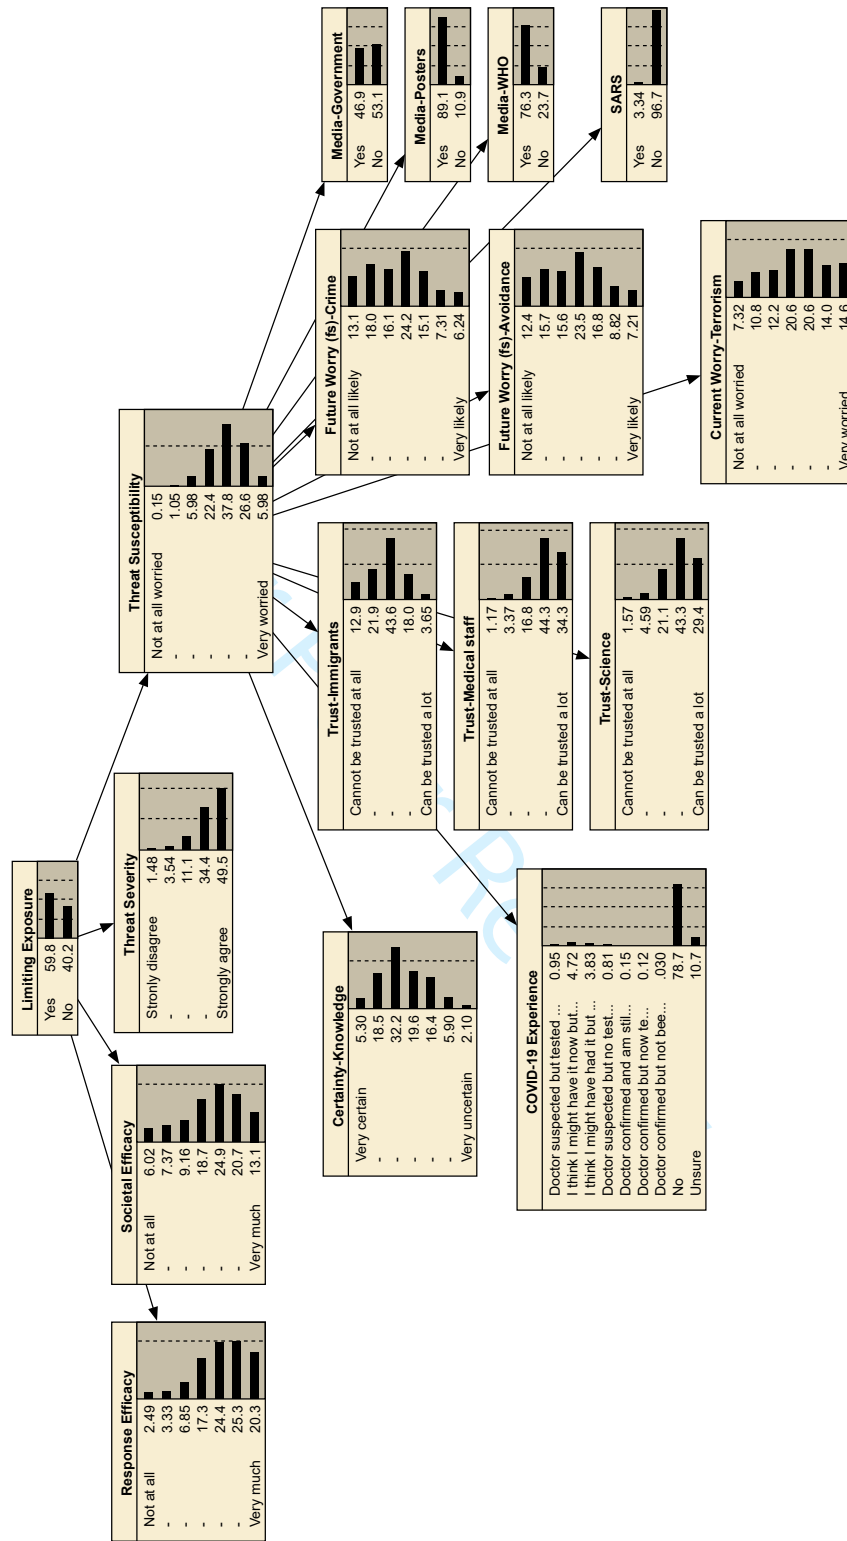 Limiting Exposure
Yes 59.8
No 40.2
Response Efficacy
Not at all 2.49
- 3.33
- 6.85
- 17.3
- 24.4
- 25.3
Very much 20.3
Societal Efficacy
Not at all 6.02
- 7.37
- 9.16
- 18.7
- 24.9
- 20.7
Very much 13.1
Threat Severity
Stronly disagree 1.48
- 3.54
- 11.1
- 34.4
Strongly agree 49.5
Threat Susceptibility
Not at all worried 0.15
- 1.05
- 5.98
- 22.4
- 37.8
- 26.6
Very worried 5.98
Certainty-Knowledge
Very certain 5.30
- 18.5
- 32.2
- 19.6
- 16.4
- 5.90
Very uncertain 2.10
Trust-Immigrants
Cannot be trusted at all 12.9
- 21.9
- 43.6
- 18.0
Can be trusted a lot 3.65
Future Worry (fs)-Crime
Not at all likely 13.1
- 18.0
- 16.1
- 24.2
- 15.1
- 7.31
Very likely 6.24
Media-Government
Yes 46.9
No 53.1
Media-Posters
Yes 89.1
No 10.9
Media-WHO
Yes 76.3
No 23.7
SARS
Yes 3.34
No 96.7
Trust-Medical staff
Cannot be trusted at all 1.17
- 3.37
- 16.8
- 44.3
Can be trusted a lot 34.3
Future Worry (fs)-Avoidance
Not at all likely 12.4
- 15.7
- 15.6
- 23.5
- 16.8
- 8.82
Very likely 7.21
COVID-19 Experience
Doctor suspected but tested ... 0.95
I think I might have it now but... 4.72
I think I might have had it but ... 3.83
Doctor suspected but no test... 0.81
Doctor confirmed and am stil... 0.15
Doctor confirmed but now te... 0.12
Doctor confirmed but not bee... .030
No 78.7
Unsure 10.7
Trust-Science
Cannot be trusted at all 1.57
- 4.59
- 21.1
- 43.3
Can be trusted a lot 29.4
Current Worry-Terrorism
Not at all worried 7.32
- 10.8
- 12.2
- 20.6
- 20.6
- 14.0
Very worried 14.6